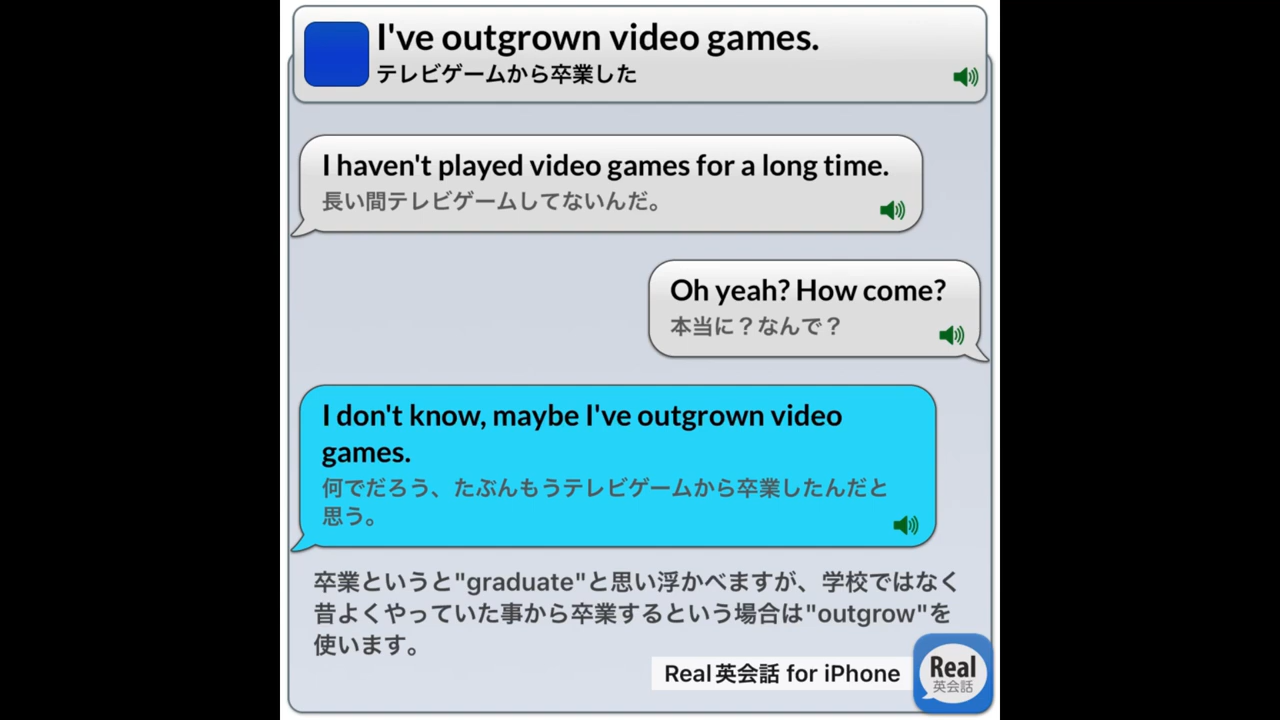 I've outgrown video games.
テレビゲームから卒業した
I haven't played video games for a long time.
長い間テレビゲームしてないんだ。
Oh yeah? How come?
本当に？なんで？
I don't know, maybe I've outgrown video
games.
何でだろう、たぶんもうテレビゲームから卒業したんだと
思う。
卒業というと"graduate"と思い浮かべますが、学校ではなく
昔よくやっていた事から卒業するという場合は"outgrow"を
使います。
Real英会話 for iPhone
Real
英会話